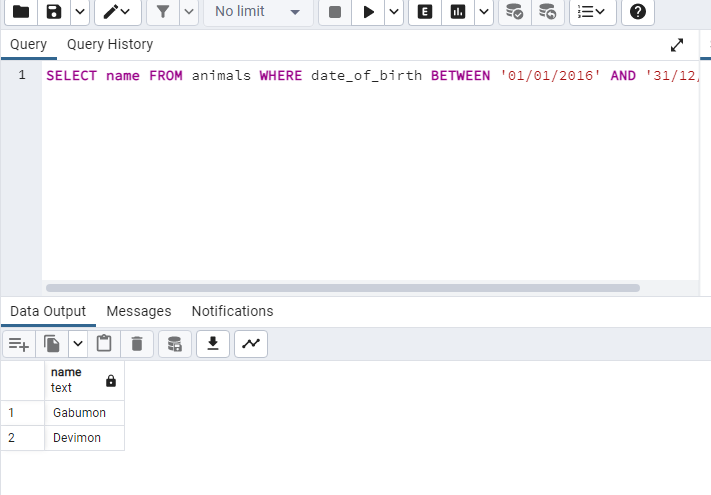 No limit
E
Query Query History
1 SELECT name FROM animals WHERE date_of_birth BETWEEN '01/01/2016' AND '31/12/
Data Output Messages Notifications
name
text
1 Gabumon
2 Devimon